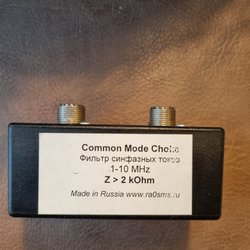 Common Mode Choke
Фильтр синфазных токов
1-10 MHz
Z > 2 kOhm
Made in Russia www.ra0sms.ru